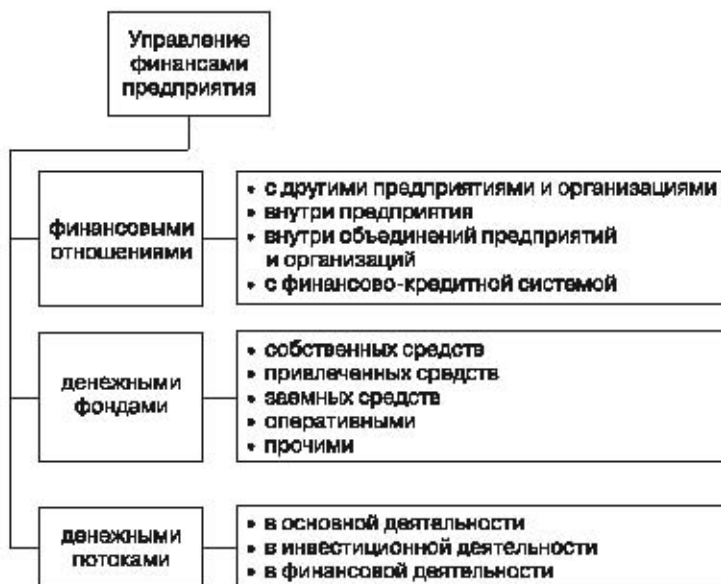 Управление
финансами
предприятия
финансовыми
отношениями
• с другими предприятиями и организациями
• внутри предприятия
• внутри объединений предприятий
и организаций
• с финансово-кредитной системой
денежными
фондами
• собственных средств
• привлеченных средств
• заемных средств
• оперативными
• прочими
денежными
потоками
• в основной деятельности
• в инвестиционной деятельности
• в финансовой деятельности